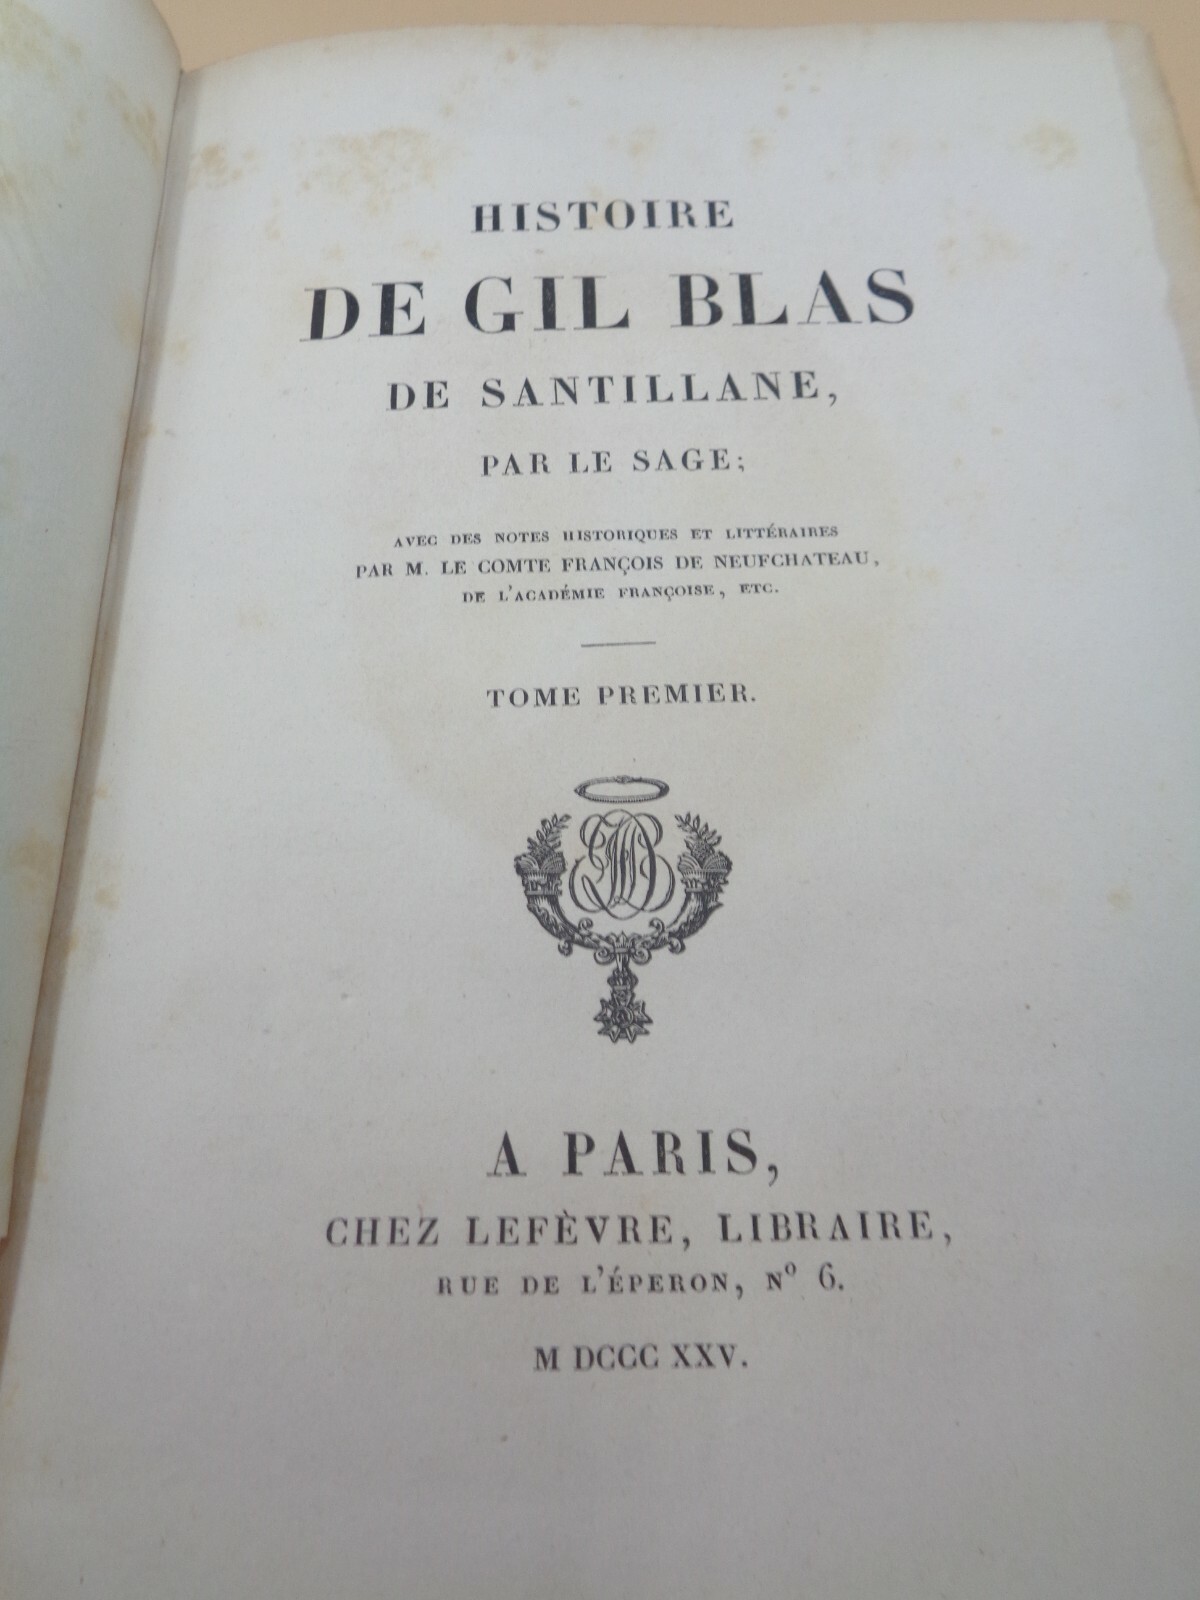 HISTOIRE
DE GIL BLAS
DE SANTILLANE,
PAR LE SAGE;
AVEC DES NOTES HISTORIQUES ET LITTÉRAIRES
PAR M. LE COMTE FRANÇOIS DE NEUFCHATEAU,
DE L'ACADÉMIE FRANÇOISE, ETC.
TOME PREMIER.
A PARIS,
CHEZ LEFÈVRE, LIBRAIRE,
RUE DE L'ÉPERON, Nº 6.
M DCCC XXV.